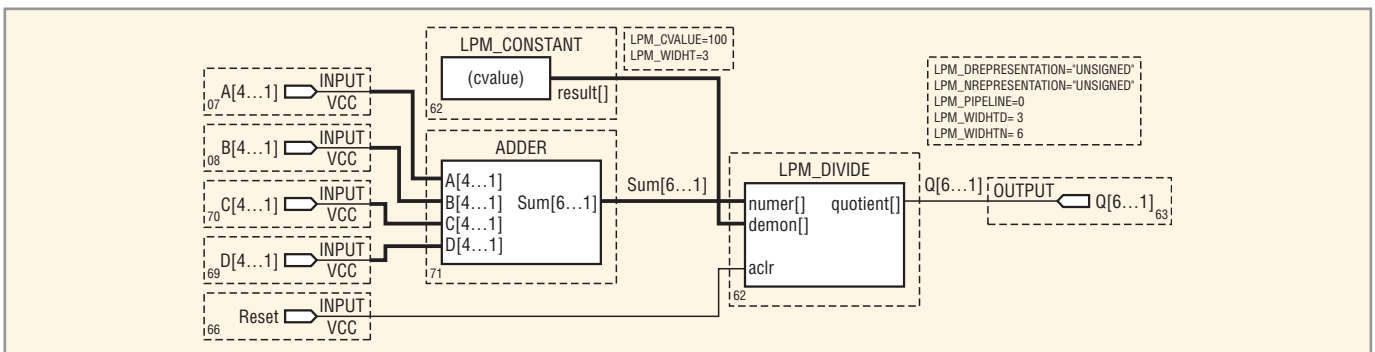 LPM_CONSTANT
(cvalue)
result[]
62
LPM_CVALUE=100
LPM_WIDHT=3
LPM_DREPRESENTATION="UNSIGNED"
LPM_NREPRESENTATION="UNSIGNED"
LPM_PIPELINE=0
LPM_WIDHTD= 3
LPM_WIDHTN= 6
A[4...1] INPUT
VCC
07
B[4...1] INPUT
VCC
08
C[4...1] INPUT
VCC
70
D[4...1] INPUT
VCC
69
Reset INPUT
VCC
66
ADDER
A[4...1]
B[4...1] Sum[6...1]
C[4...1]
D[4...1]
71
Sum[6...1]
LPM_DIVIDE
numer[] quotient[]
demon[]
aclr
62
Q[6...1]
OUTPUT
Q[6...1]
63